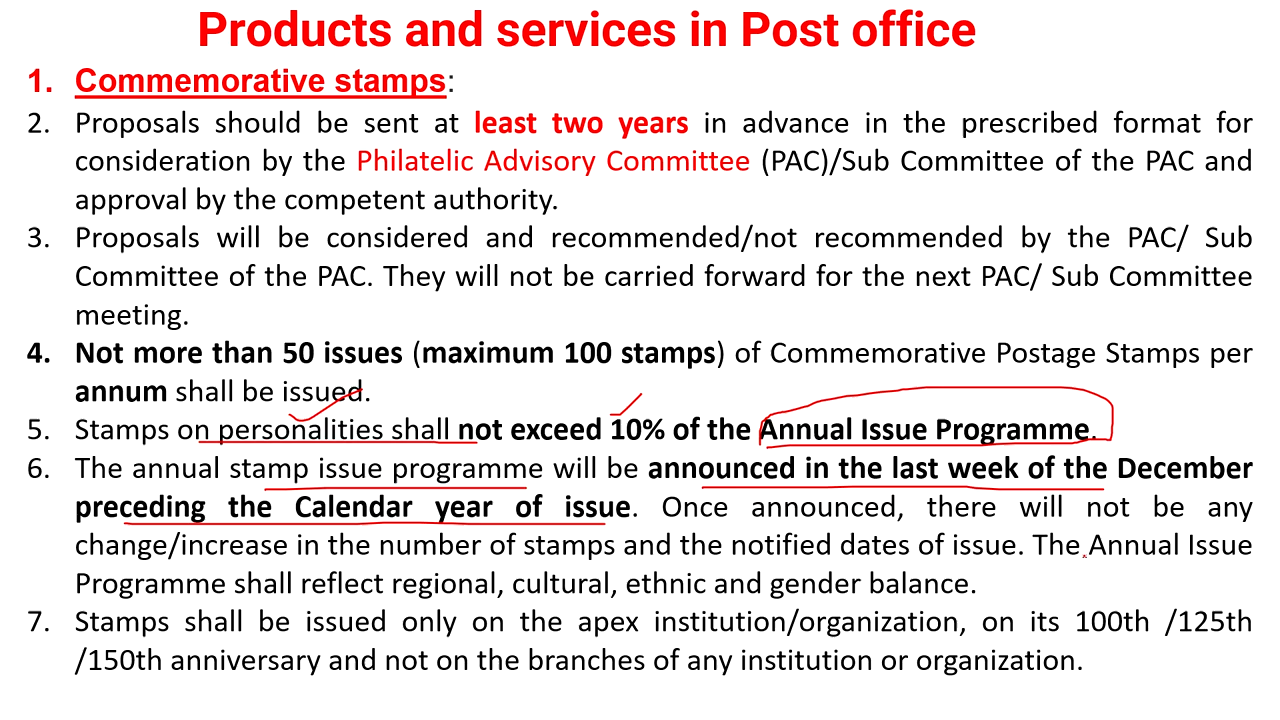 Products and services in Post office
1. Commemorative stamps:
2. Proposals should be sent at least two years in advance in the prescribed format for
consideration by the Philatelic Advisory Committee (PAC)/Sub Committee of the PAC and
approval by the competent authority.
3. Proposals will be considered and recommended/not recommended by the PAC/ Sub
Committee of the PAC. They will not be carried forward for the next PAC/ Sub Committee
meeting.
4. Not more than 50 issues (maximum 100 stamps) of Commemorative Postage Stamps per
annum shall be issued.
5. Stamps on personalities shall not exceed 10% of the Annual Issue Programme.
6. The annual stamp issue programme will be announced in the last week of the December
preceding the Calendar year of issue. Once announced, there will not be any
change/increase in the number of stamps and the notified dates of issue. The Annual Issue
Programme shall reflect regional, cultural, ethnic and gender balance.
7. Stamps shall be issued only on the apex institution/organization, on its 100th /125th
/150th anniversary and not on the branches of any institution or organization.